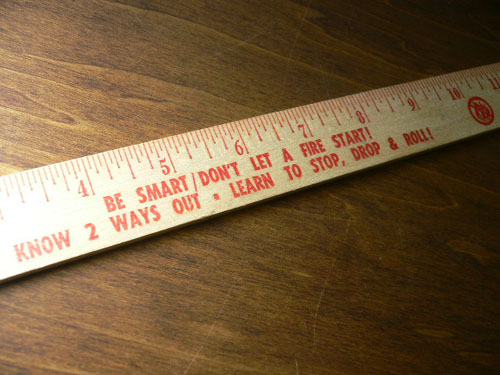 4 5 6 7 8 9 10 11
BE SMART/DON'T LET A FIRE START!
KNOW 2 WAYS OUT • LEARN TO STOP, DROP & ROLL!